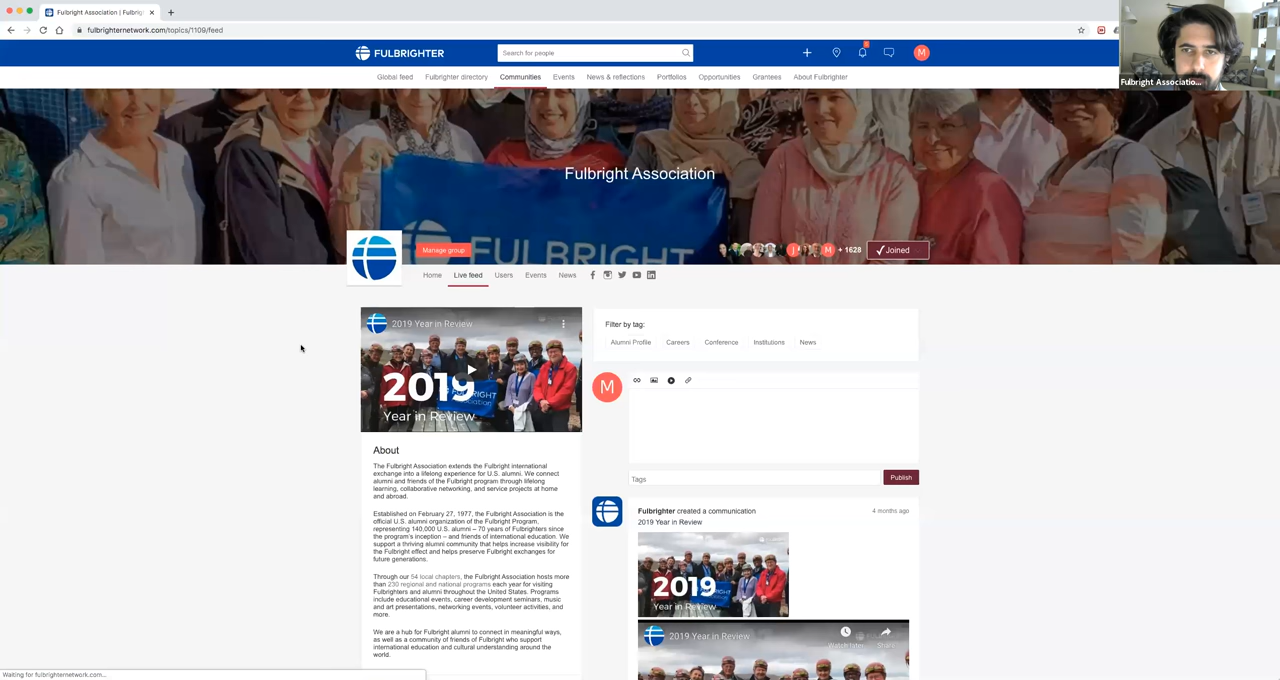 Fulbright Association | Fulbrig
fulbrighternetwork.com/topics/1109/feed
Fulbright Associatio...
FULBRIGHTER
Search for people
M
Global feed
Fulbrighter directory
Communities
Events
News & reflections
Portfolios
Opportunities
Grantees
About Fulbrighter
Fulbright Association
FULBRIGHT
Manage group
M
+ 1628
Joined
Home
Live feed
Users
Events
News
2019 Year in Review
2019
Year in Review
About
The Fulbright Association extends the Fulbright international
exchange into a lifelong experience for U.S. alumni. We connect
alumni and friends of the Fulbright program through lifelong
learning, collaborative networking, and service projects at home
and abroad.
Established on February 27, 1977, the Fulbright Association is the
official U.S. alumni organization of the Fulbright Program,
representing 140,000 U.S. alumni – 70 years of Fulbrighters since
the program's inception – and friends of international education. We
support a thriving alumni community that helps increase visibility for
the Fulbright effect and helps preserve Fulbright exchanges for
future generations.
Through our 54 local chapters, the Fulbright Association hosts more
than 230 regional and national programs each year for visiting
Fulbrighters and alumni throughout the United States. Programs
include educational events, career development seminars, music
and art presentations, networking events, volunteer activities, and
more.
We are a hub for Fulbright alumni to connect in meaningful ways,
as well as a community of friends of Fulbright who support
international education and cultural understanding around the
world.
Filter by tag:
Alumni Profile
Careers
Conference
Institutions
News
M
Tags
Publish
Fulbrighter created a communication
4 months ago
2019 Year in Review
2019
Year in Review
2019 Year in Review
Watch later
Share
Waiting for fulbrighternetwork.com...